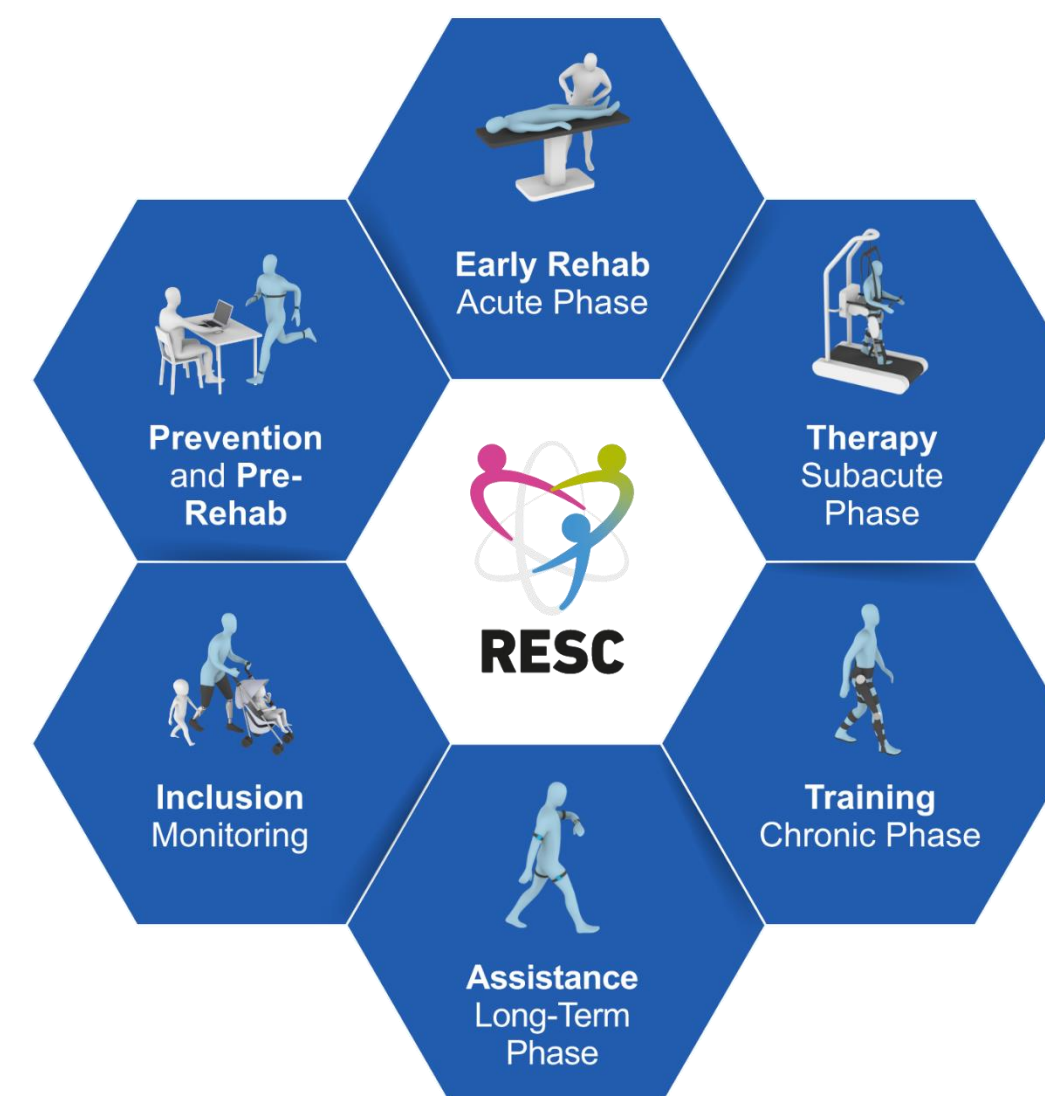 Early Rehab
Acute Phase
Prevention
and Pre-
Rehab
Therapy
Subacute
Phase
RESC
Inclusion
Monitoring
Training
Chronic Phase
Assistance
Long-Term
Phase